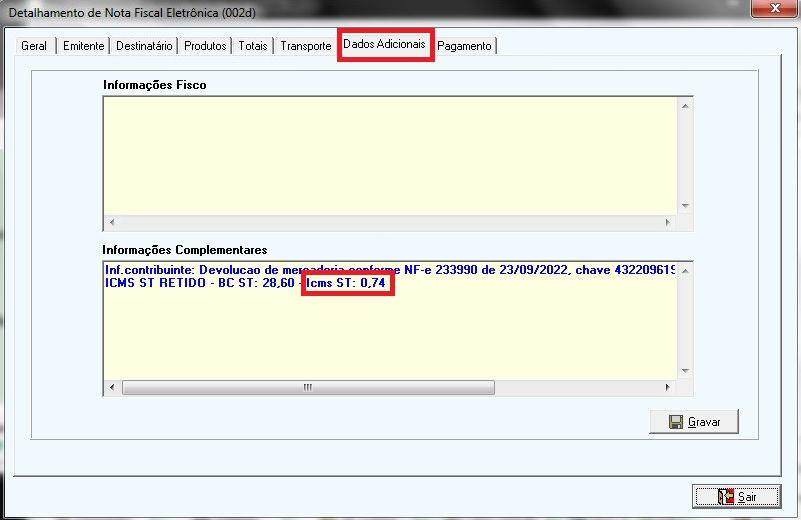 Detalhamento de Nota Fiscal Eletrônica (002d)
Geral Emitente Destinatário Produtos Totais Transporte Dados Adicionais Pagamento
Informações Fisco
Informações Complementares
Inf.contribuinte: Devolucao de mercadoria conforme NF-e 233990 de 23/09/2022, chave 432209619
ICMS ST RETIDO - BC ST: 28,60 - Icms ST: 0,74
Gravar
Sair